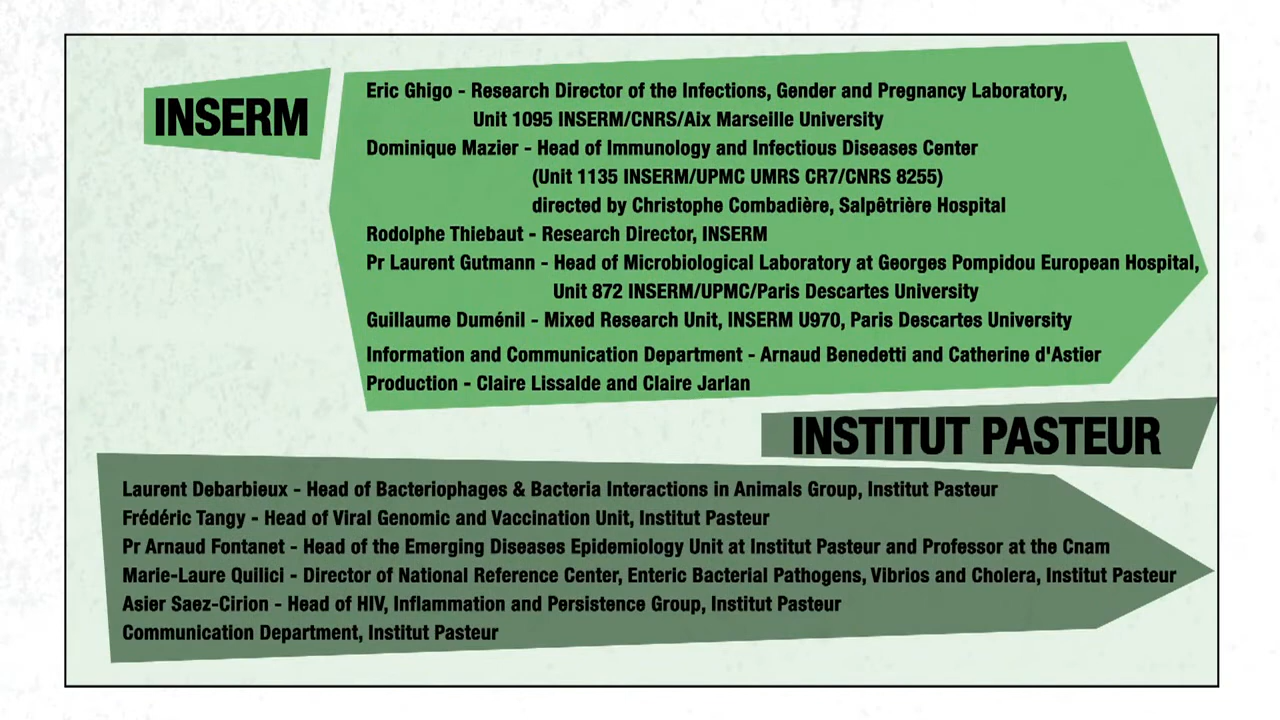 INSERM
Eric Ghigo - Research Director of the Infections, Gender and Pregnancy Laboratory,
Unit 1095 INSERM/CNRS/Aix Marseille University
Dominique Mazier - Head of Immunology and Infectious Diseases Center
(Unit 1135 INSERM/UPMC UMRS CR7/CNRS 8255)
directed by Christophe Combadière, Salpêtrière Hospital
Rodolphe Thiebaut - Research Director, INSERM
Pr Laurent Gutmann - Head of Microbiological Laboratory at Georges Pompidou European Hospital,
Unit 872 INSERM/UPMC/Paris Descartes University
Guillaume Duménil - Mixed Research Unit, INSERM U970, Paris Descartes University
Information and Communication Department - Arnaud Benedetti and Catherine d'Astier
Production - Claire Lissalde and Claire Jarlan
INSTITUT PASTEUR
Laurent Debarbieux - Head of Bacteriophages & Bacteria Interactions in Animals Group, Institut Pasteur
Frédéric Tangy - Head of Viral Genomic and Vaccination Unit, Institut Pasteur
Pr Arnaud Fontanet - Head of the Emerging Diseases Epidemiology Unit at Institut Pasteur and Professor at the Cnam
Marie-Laure Quilici - Director of National Reference Center, Enteric Bacterial Pathogens, Vibrios and Cholera, Institut Pasteur
Asier Saez-Cirion - Head of HIV, Inflammation and Persistence Group, Institut Pasteur
Communication Department, Institut Pasteur